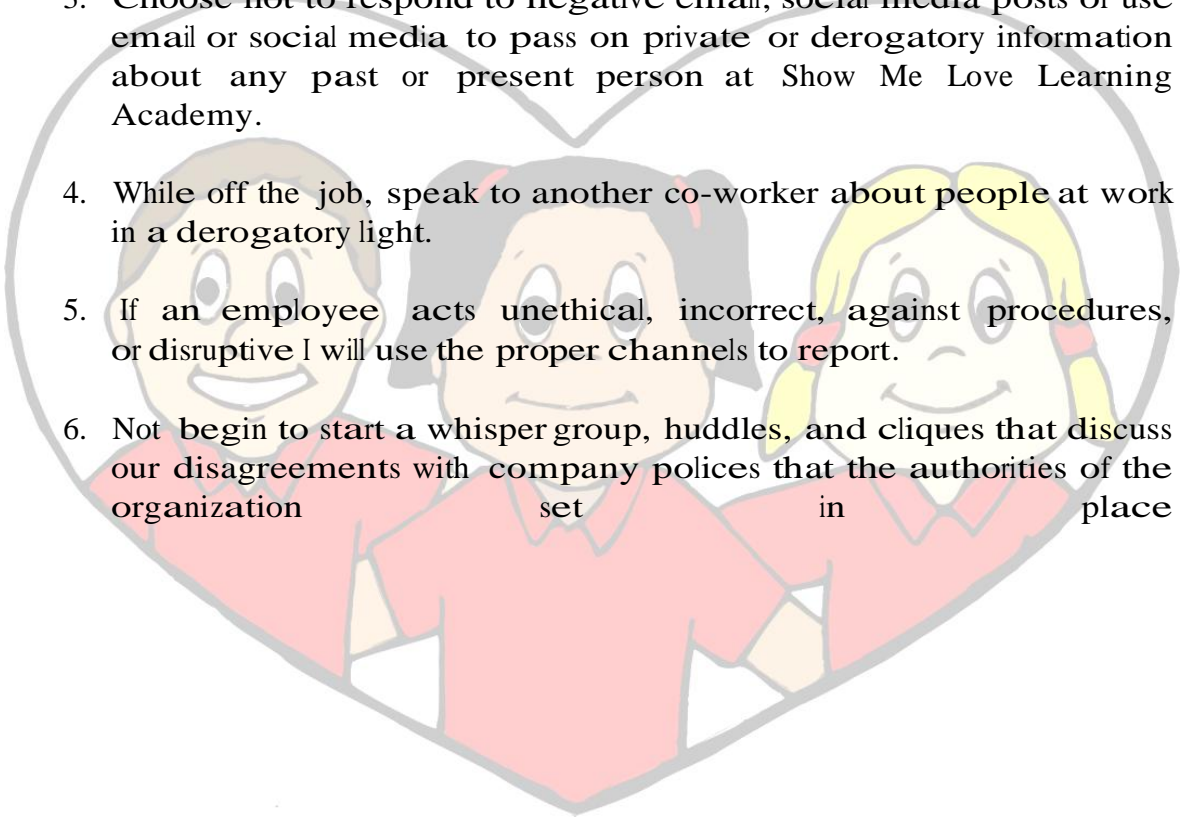 3. Choose not to respond to negative email, social media posts or use
email or social media to pass on private or derogatory information
about any past or present person at Show Me Love Learning
Academy.
4. While off the job, speak to another co-worker about people at work
in a derogatory light.
5. If an employee acts unethical, incorrect, against procedures,
or disruptive I will use the proper channels to report.
6. Not begin to start a whisper group, huddles, and cliques that discuss
our disagreements with company polices that the authorities of the
organization set in place